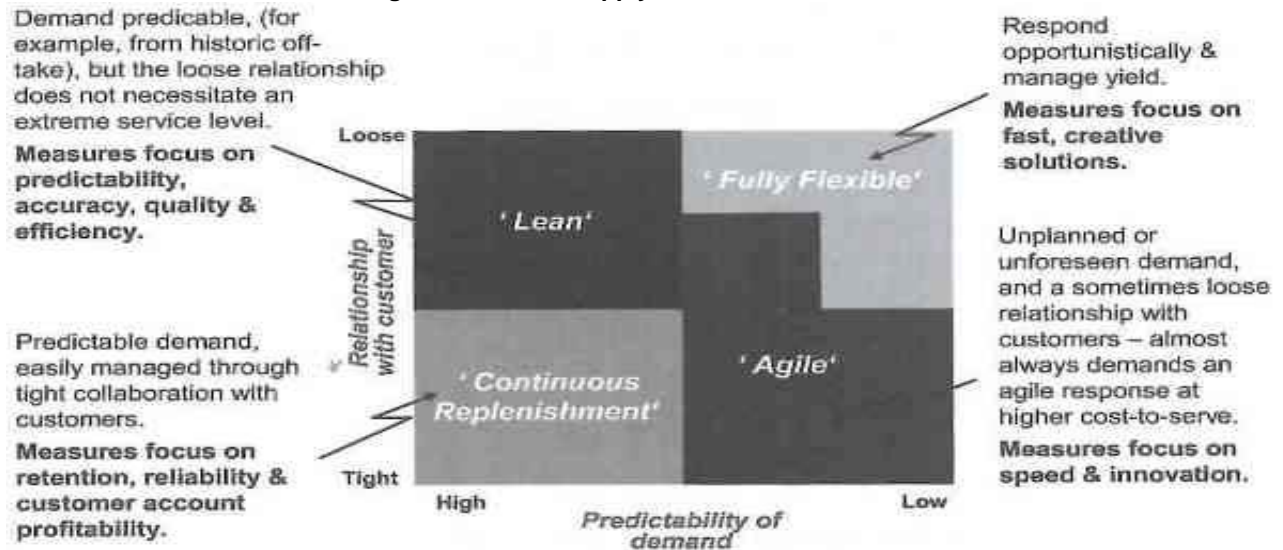 Demand predicable, (for
example, from historic off-
take), but the loose relationship
does not necessitate an
extreme service level.
Measures focus on
predictability,
accuracy, quality &
efficiency.
Predictable demand,
easily managed through
tight collaboration with
customers.
Measures focus on
retention, reliability &
customer account
profitability.
Loose
Relationship
with customer
Tight
' Lean'
' Fully Flexible'
' Continuous
Replenishment'
' Agile'
High
Low
Predictability of
demand
Respond
opportunistically &
manage yield.
Measures focus on
fast, creative
solutions.
Unplanned or
unforeseen demand,
and a sometimes loose
relationship with
customers – almost
always demands an
agile response at
higher cost-to-serve.
Measures focus on
speed & innovation.